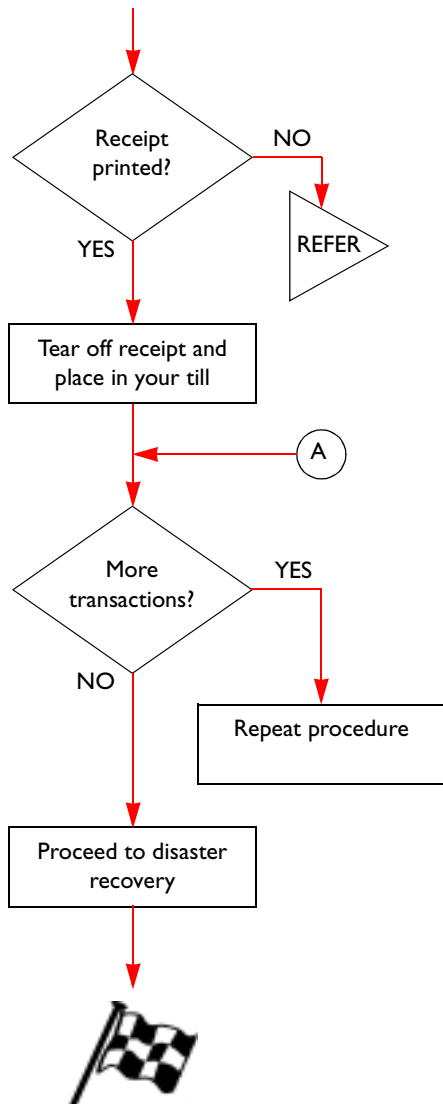 Receipt
printed?
NO
REFER
YES
Tear off receipt and
place in your till
A
More
transactions?
YES
NO
Repeat procedure
Proceed to disaster
recovery